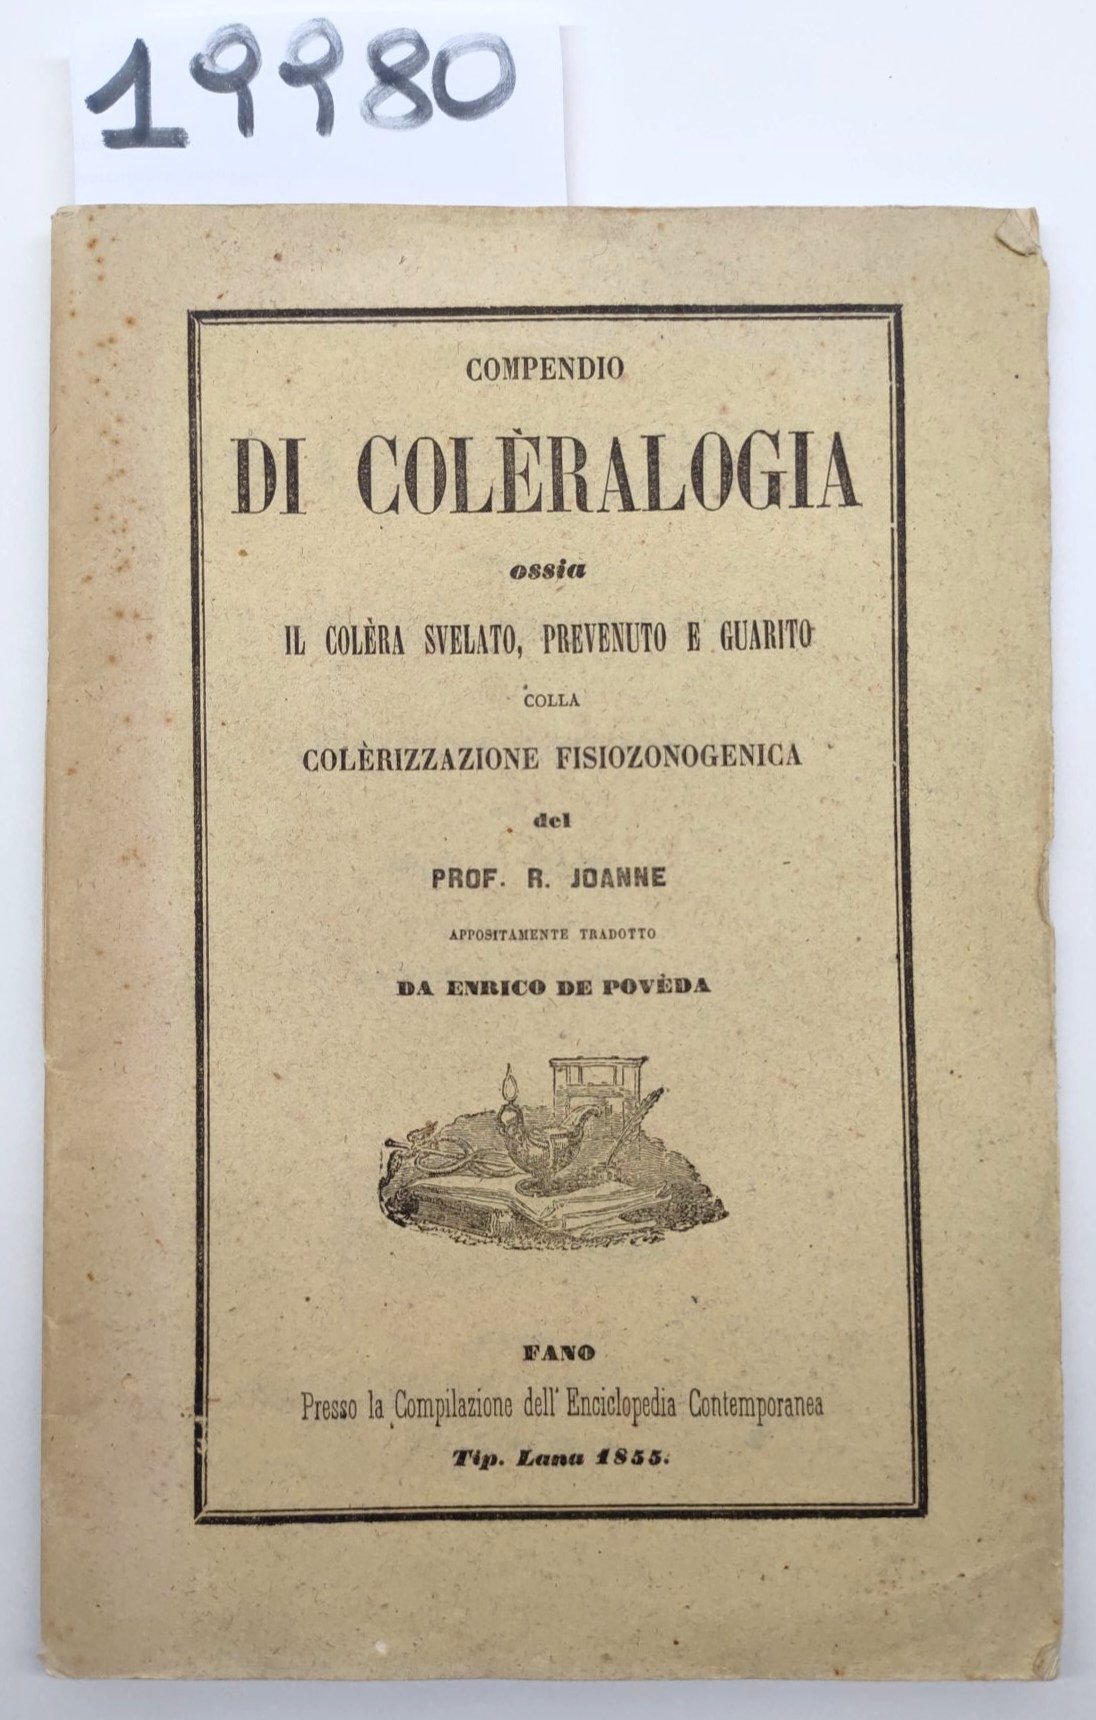 19980
COMPENDIO
DI COLÈRALOGIA
ossia
IL COLÈRA SVELATO, PREVENUTO E GUARITO
COLLA
COLÈRIZZAZIONE FISIOZONOGENICA
del
PROF. R. JOANNE
APPOSITAMENTE TRADOTTO
DA ENRICO DE POVÈDA
FANO
Presso la Compilazione dell' Enciclopedia Contemporanea
Tip. Lana 1855.